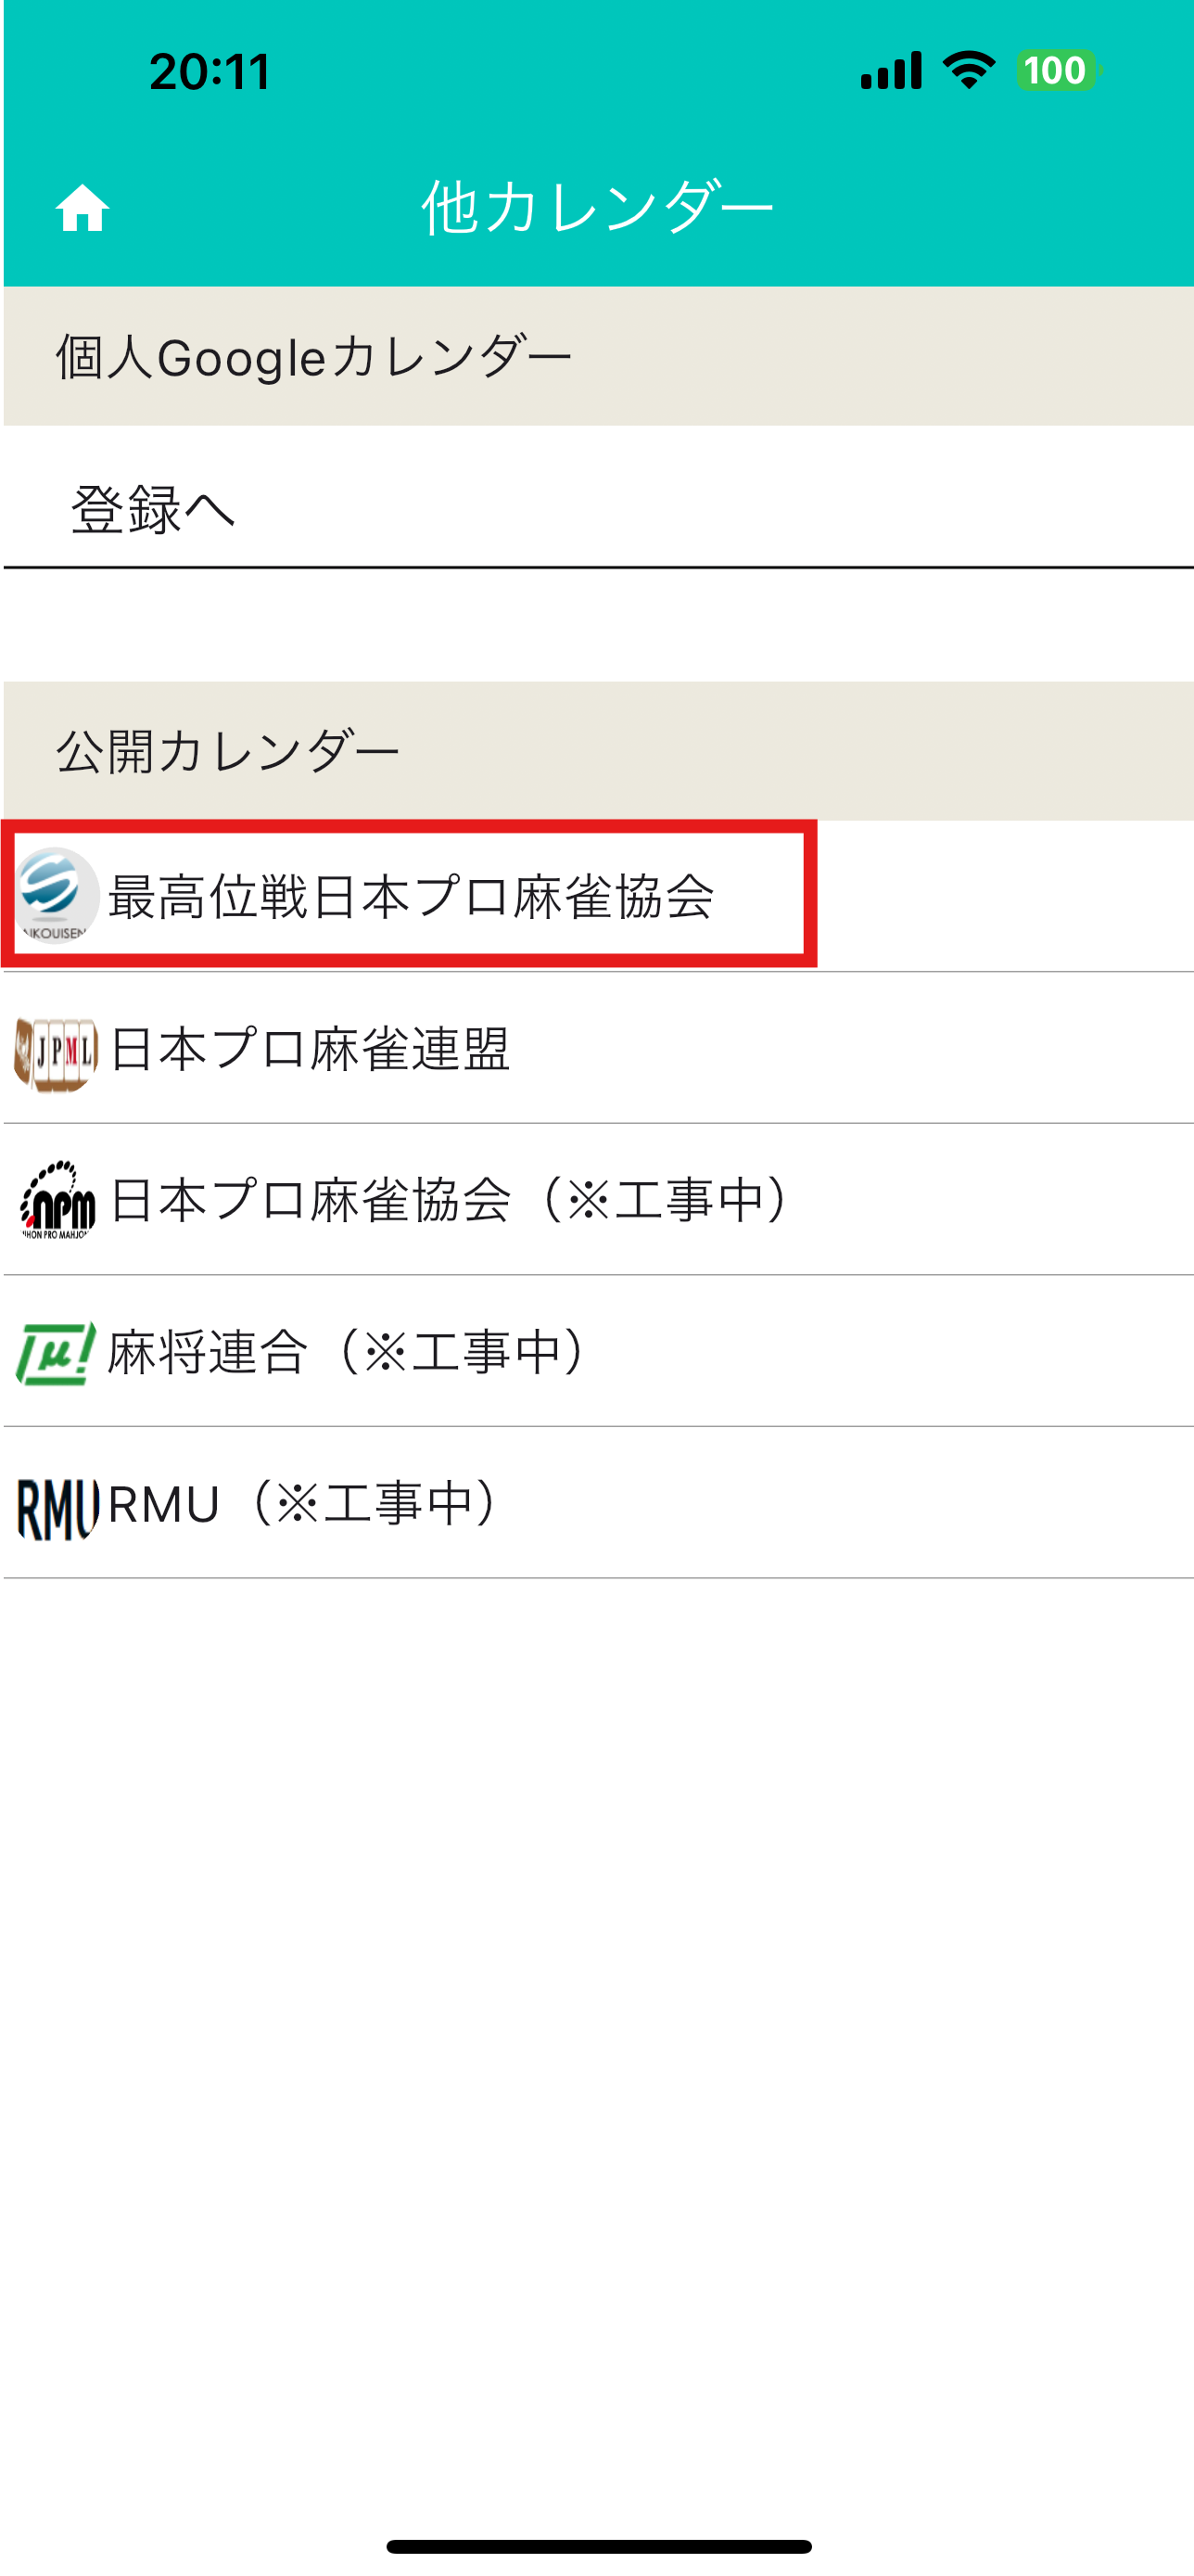 20:11
100
他カレンダー
個人Googleカレンダー
登録へ
公開カレンダー
最高位戦日本プロ麻雀協会
JPML
日本プロ麻雀連盟
npm
日本プロ麻雀協会（※工事中）
μ!
麻将連合（※工事中）
RMU
RMU（※工事中）